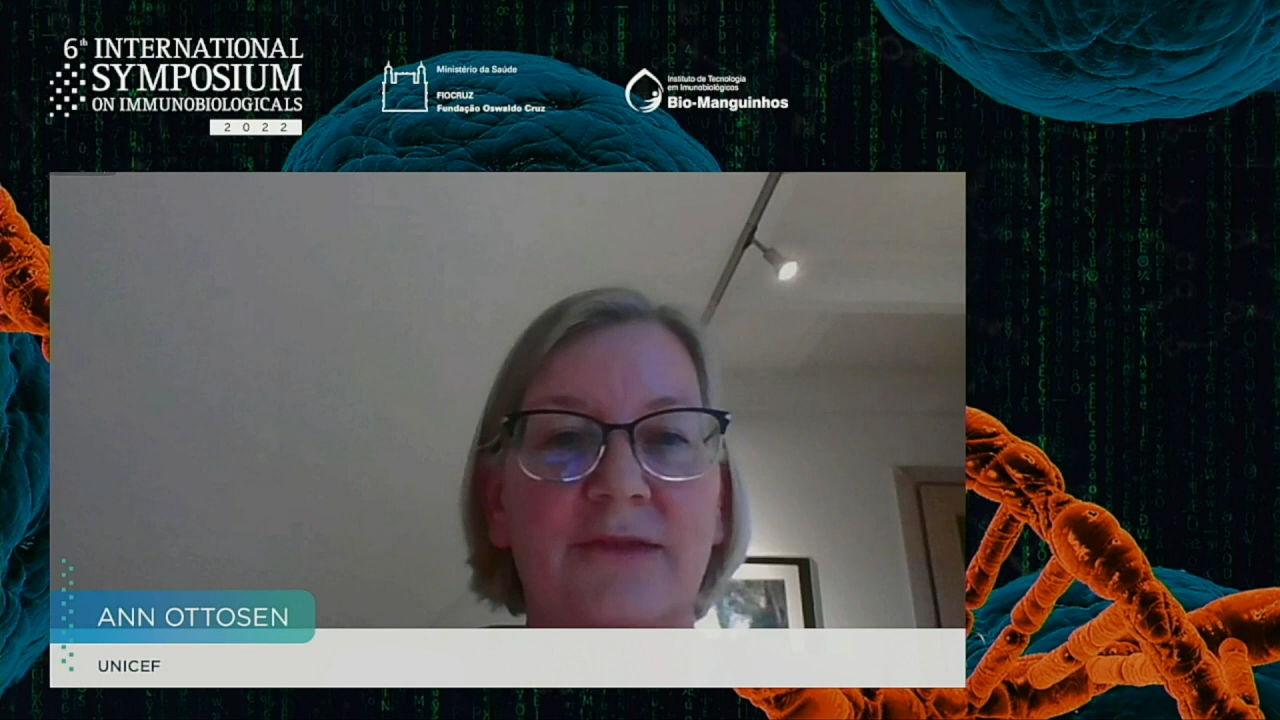 6th INTERNATIONAL
SYMPOSIUM
ON IMMUNOBIOLOGICALS
2022
Ministério da Saúde
FIOCRUZ
Fundação Oswaldo Cruz
Instituto de Tecnologia
em Imunobiológicos
Bio-Manguinhos
ANN OTTOSEN
UNICEF